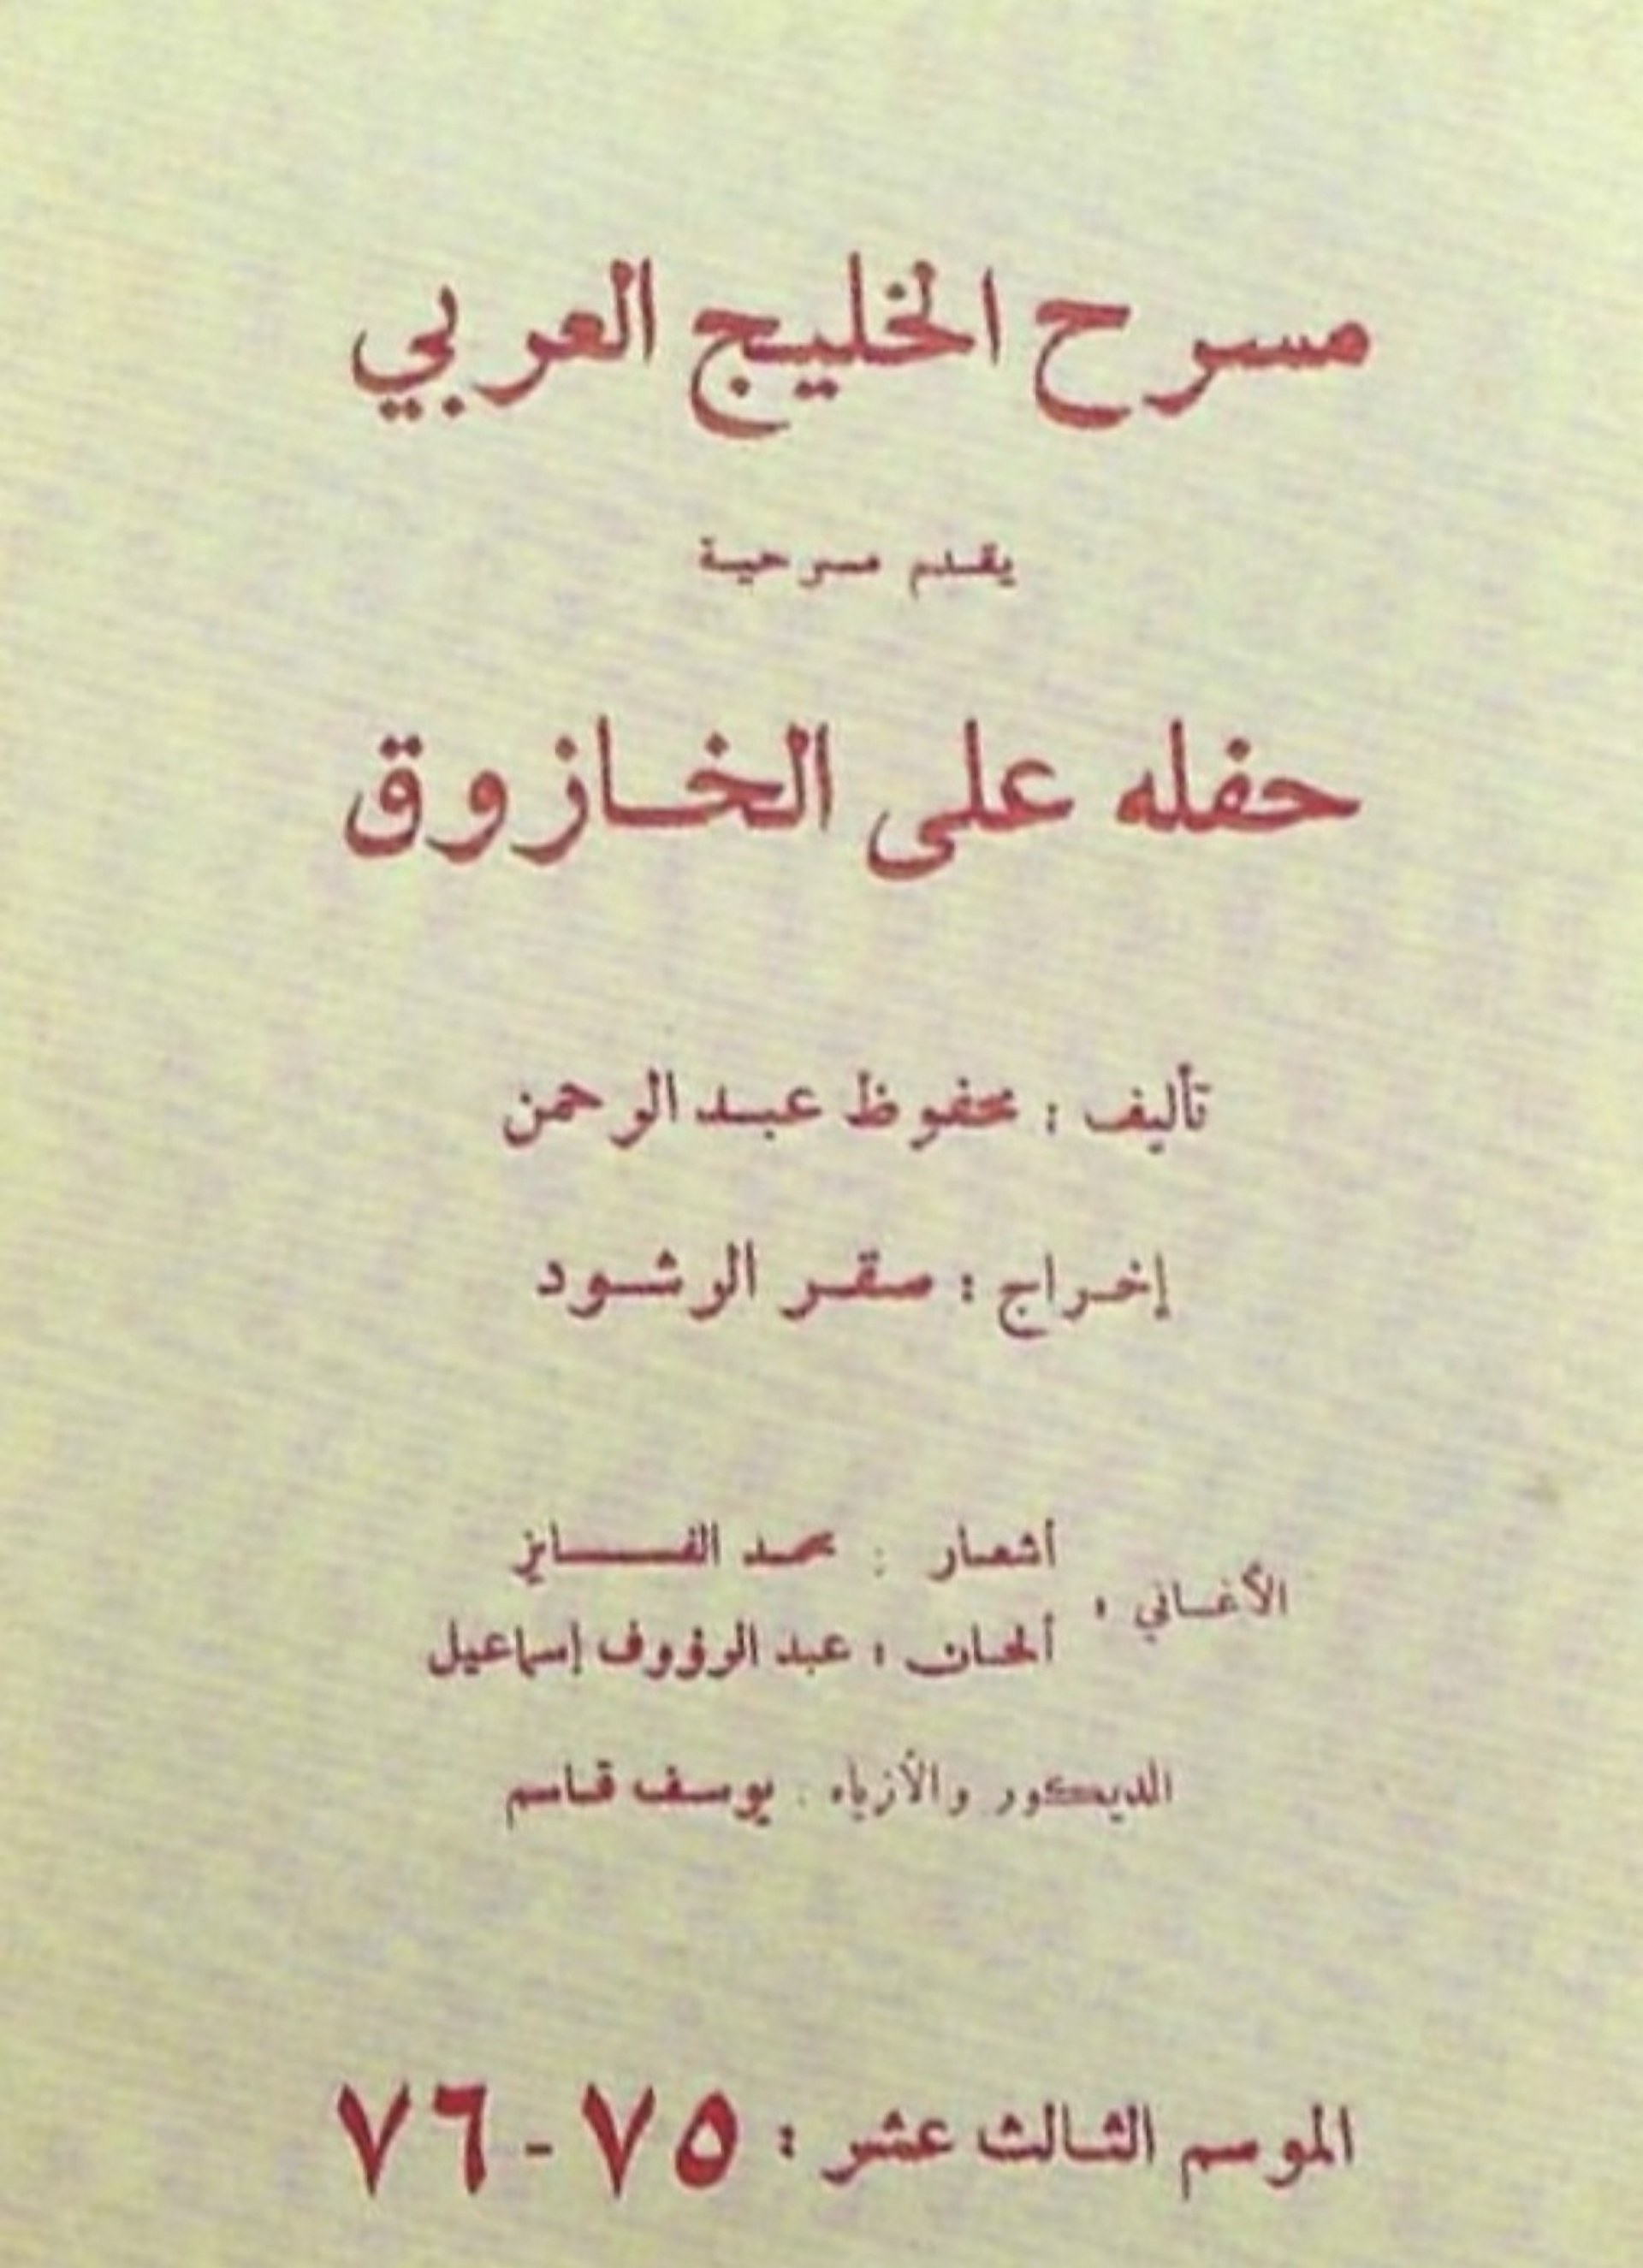 مسرح الخليج العربي
يقدم مسرحية
حفله على الخازوق
تأليف : محفوظ عبد الرحمن
إخراج : صقر الرشود
الأغاني :
أشعار : محمد الفايز
ألحان : عبد الرؤوف إسماعيل
الديكور والأزياء : يوسف قاسم
الموسم الثالث عشر : ٧٥ - ٧٦